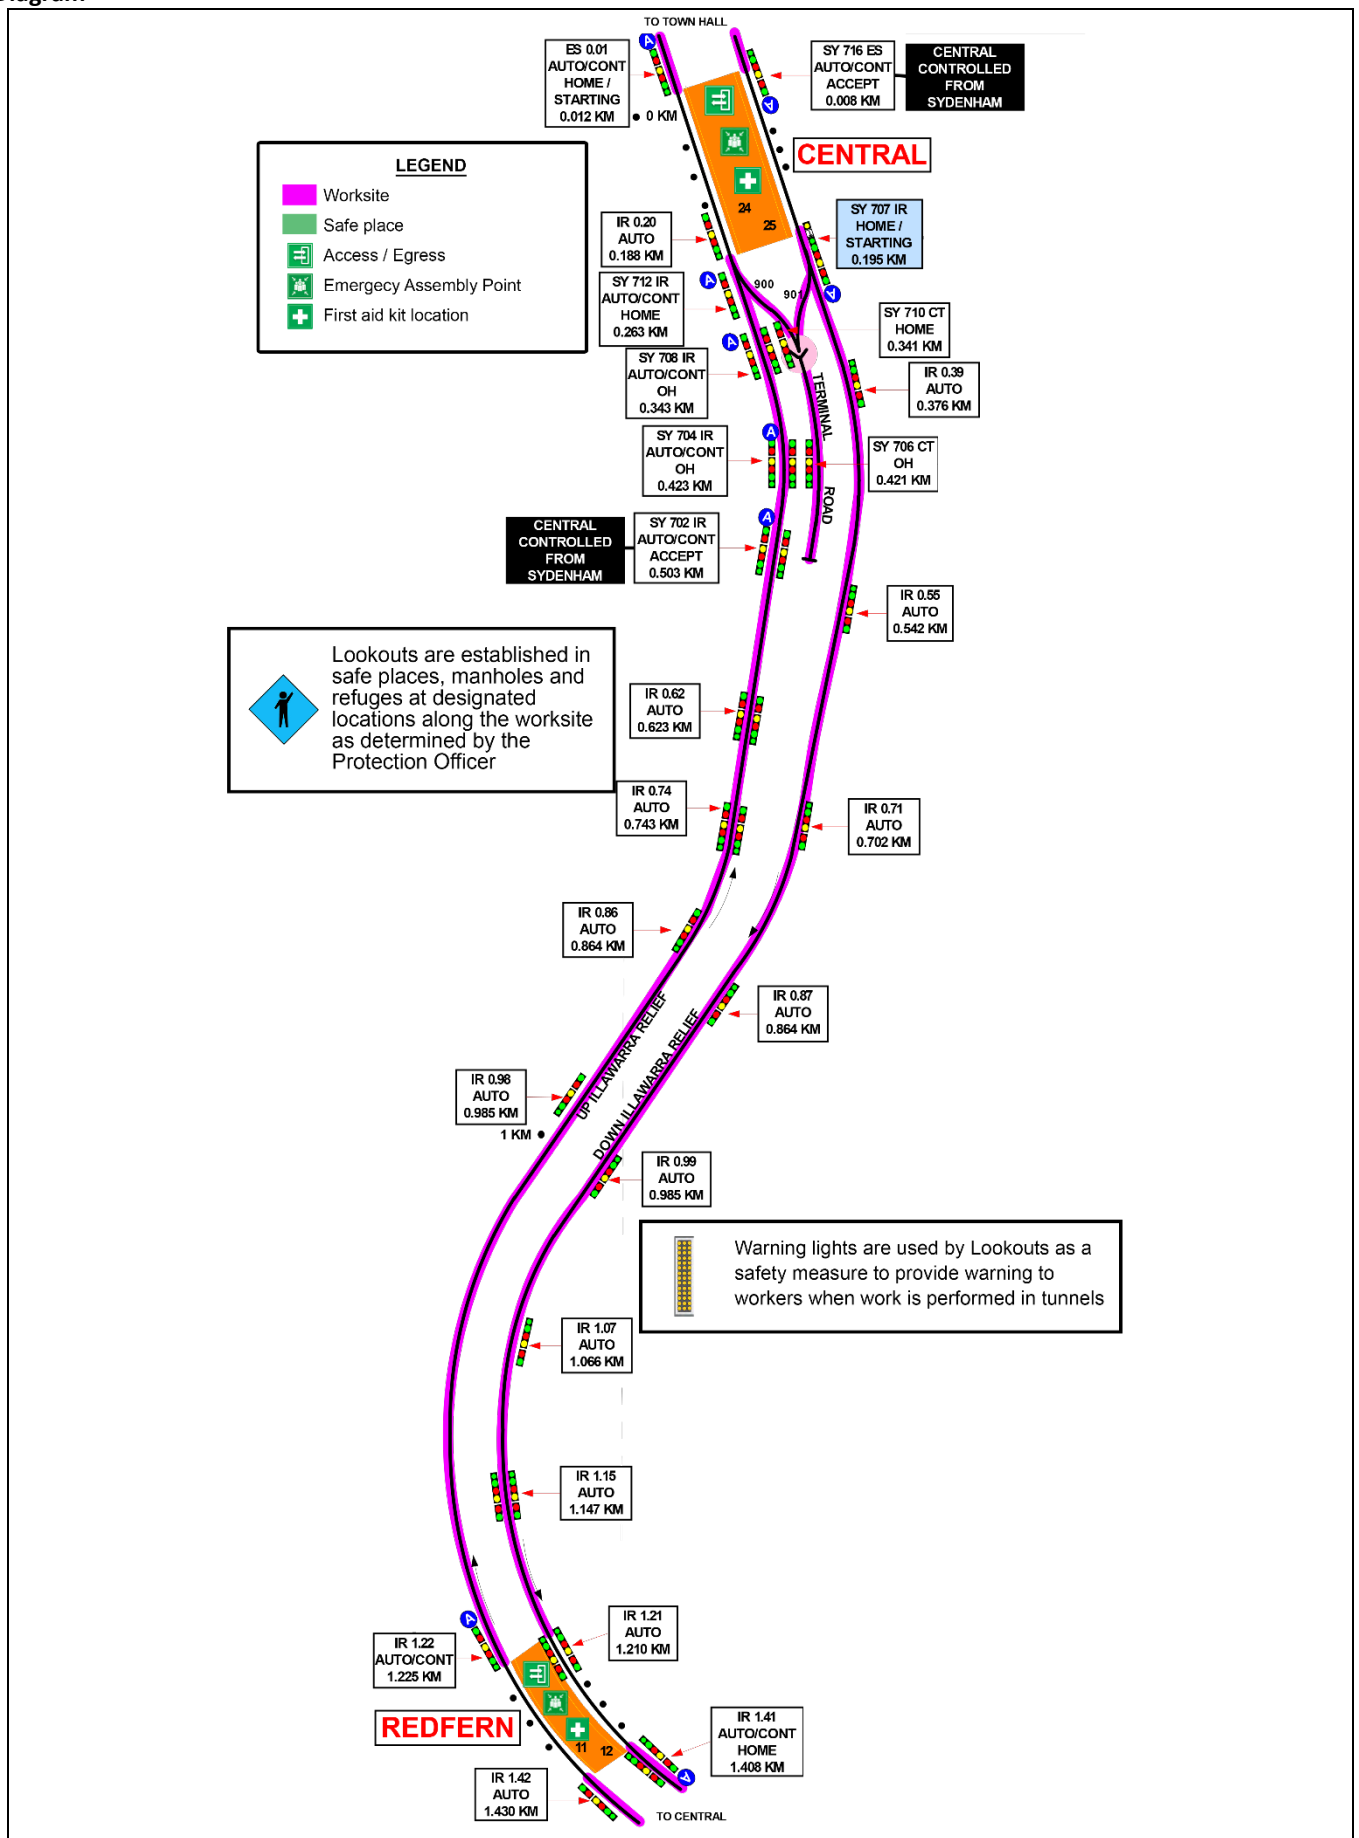 Diagram
TO TOWN HALL
ES 0.01
AUTO/CONT
HOME /
STARTING
0.012 KM
0 KM
SY 716 ES
AUTO/CONT
ACCEPT
0.008 KM
CENTRAL
CONTROLLED
FROM
SYDENHAM
A
A
CENTRAL
24
25
LEGEND
Worksite
Safe place
Access / Egress
Emergecy Assembly Point
First aid kit location
IR 0.20
AUTO
0.188 KM
SY 707 IR
HOME /
STARTING
0.195 KM
A
SY 712 IR
AUTO/CONT
HOME
0.263 KM
A
900
901
SY 710 CT
HOME
0.341 KM
SY 708 IR
AUTO/CONT
OH
0.343 KM
A
IR 0.39
AUTO
0.376 KM
TERMINAL
ROAD
SY 704 IR
AUTO/CONT
OH
0.423 KM
A
SY 706 CT
OH
0.421 KM
CENTRAL
CONTROLLED
FROM
SYDENHAM
SY 702 IR
AUTO/CONT
ACCEPT
0.503 KM
A
IR 0.55
AUTO
0.542 KM
Lookouts are established in
safe places, manholes and
refuges at designated
locations along the worksite
as determined by the
Protection Officer
IR 0.62
AUTO
0.623 KM
IR 0.74
AUTO
0.743 KM
IR 0.71
AUTO
0.702 KM
IR 0.86
AUTO
0.864 KM
IR 0.87
AUTO
0.864 KM
UP ILLAWARRA RELIEF
DOWN ILLAWARRA RELIEF
IR 0.98
AUTO
0.985 KM
1 KM
IR 0.99
AUTO
0.985 KM
Warning lights are used by Lookouts as a
safety measure to provide warning to
workers when work is performed in tunnels
IR 1.07
AUTO
1.066 KM
IR 1.15
AUTO
1.147 KM
A
IR 1.22
AUTO/CONT
1.225 KM
IR 1.21
AUTO
1.210 KM
REDFERN
11
12
IR 1.41
AUTO/CONT
HOME
1.408 KM
A
IR 1.42
AUTO
1.430 KM
TO CENTRAL